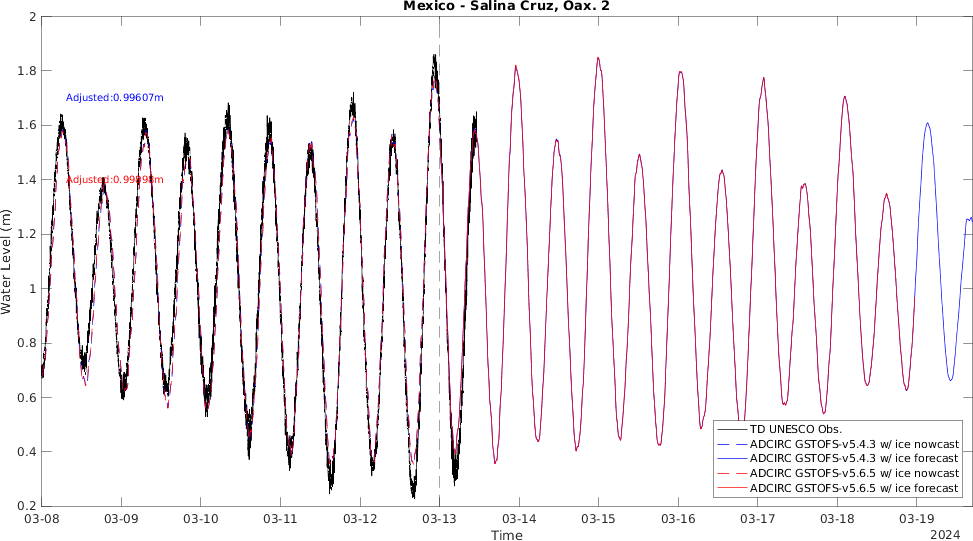 Mexico - Salina Cruz, Oax. 2
2
1.8
1.6
1.4
1.2
1
0.8
0.6
0.4
0.2
Water Level (m)
Adjusted:0.99607m
Adjusted:0.99098m
TD UNESCO Obs.
ADCIRC GSTOFS-v5.4.3 w/ ice nowcast
ADCIRC GSTOFS-v5.4.3 w/ ice forecast
ADCIRC GSTOFS-v5.6.5 w/ ice nowcast
ADCIRC GSTOFS-v5.6.5 w/ ice forecast
03-08 03-09 03-10 03-11 03-12 03-13 03-14 03-15 03-16 03-17 03-18 03-19
Time
2024